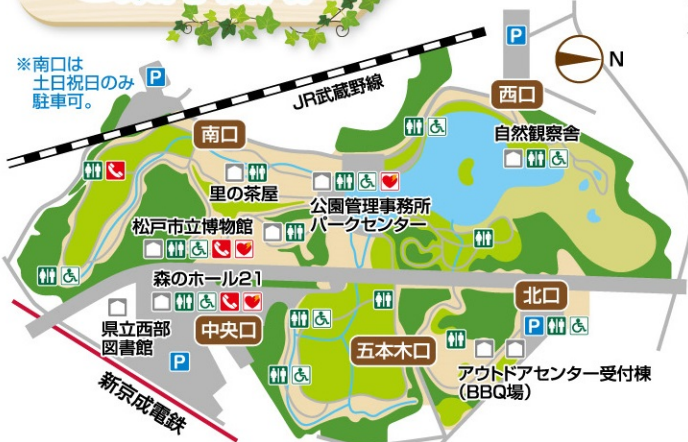 ※南口は
土日祝日のみ
駐車可。
P
P
N
JR武蔵野線
西口
南口
自然観察舎
里の茶屋
公園管理事務所
パークセンター
松戸市立博物館
森のホール21
北口
P
県立西部
図書館
中央口
五本木口
P
アウトドアセンター受付棟
（BBQ場）
新京成電鉄